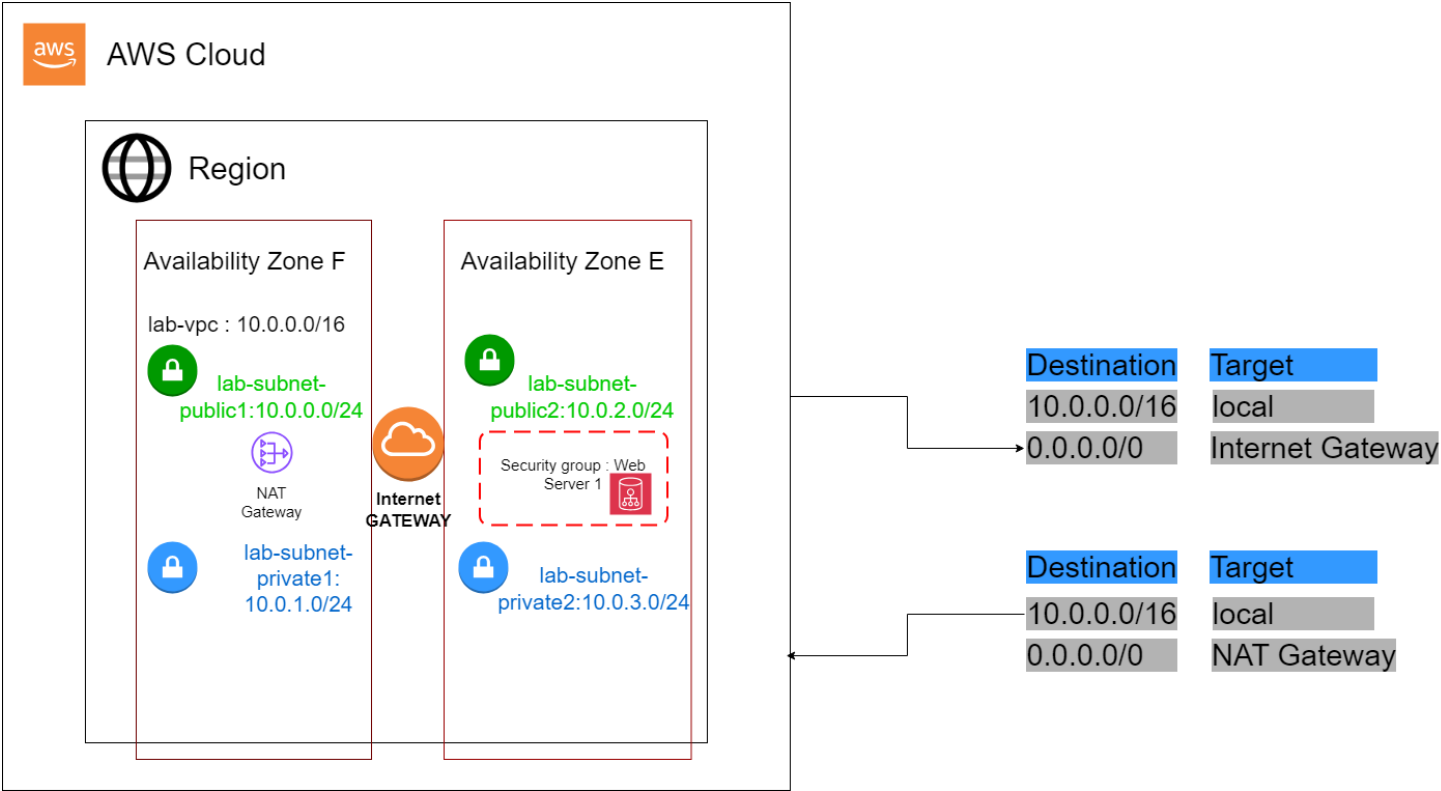 aws
AWS Cloud
Region
Availability Zone F
lab-vpc : 10.0.0.0/16
lab-subnet-
public1:10.0.0.0/24
NAT
Gateway
lab-subnet-
private1:
10.0.1.0/24
Internet
GATEWAY
Availability Zone E
lab-subnet-
public2:10.0.2.0/24
Security group : Web
Server 1
lab-subnet-
private2:10.0.3.0/24
Destination Target
10.0.0.0/16 local
0.0.0.0/0 Internet Gateway
Destination Target
10.0.0.0/16 local
0.0.0.0/0 NAT Gateway